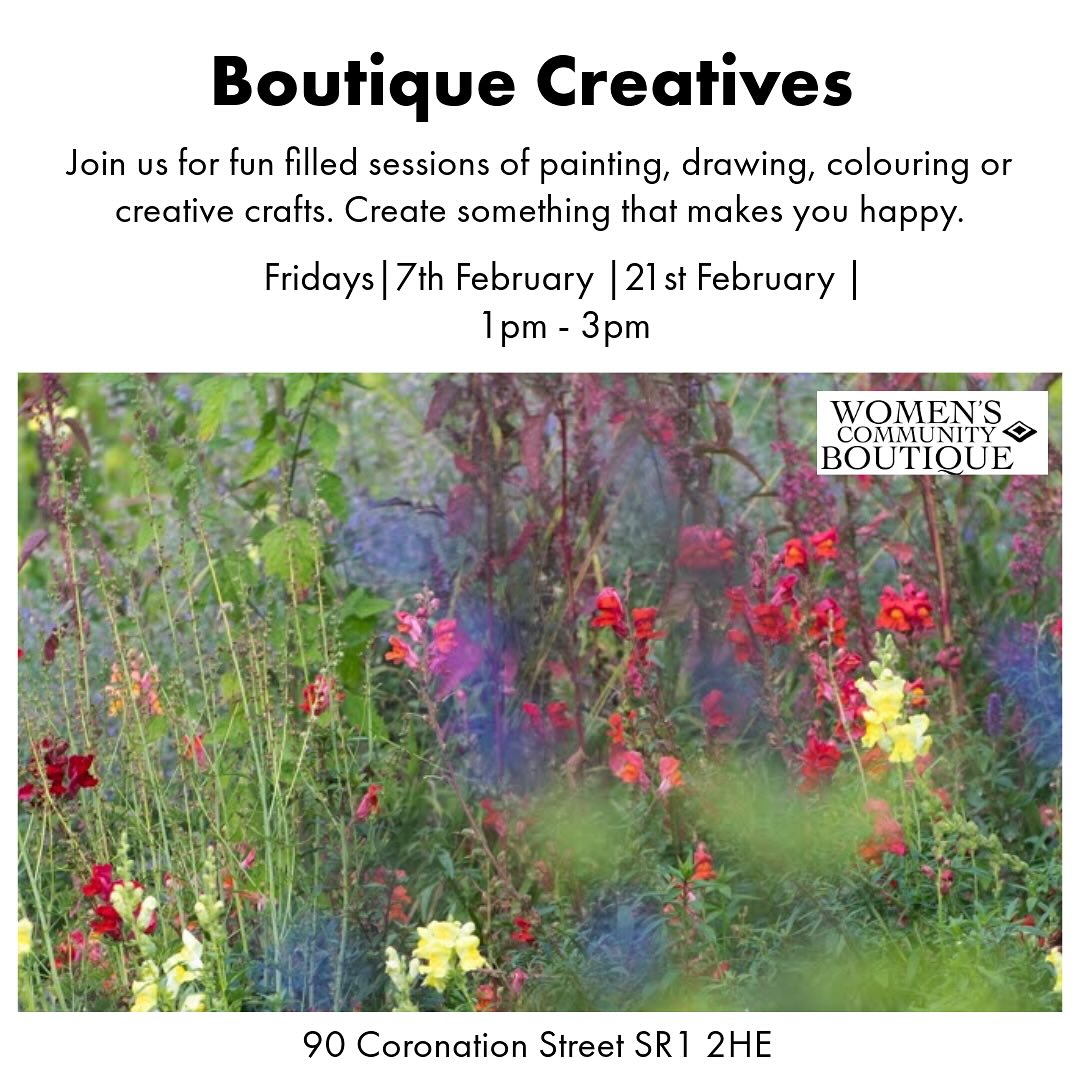 Boutique Creatives
Join us for fun filled sessions of painting, drawing, colouring or
creative crafts. Create something that makes you happy.
Fridays|7th February |21st February |
1pm - 3pm
WOMEN'S
COMMUNITY
BOUTIQUE
90 Coronation Street SR1 2HE